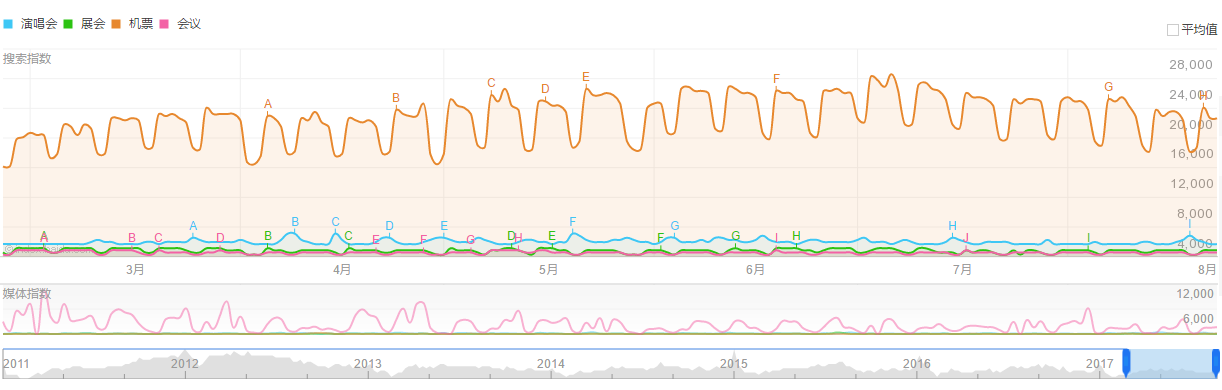 演唱会 展会 机票 会议
平均值
搜索指数
28,000
24,000
20,000
16,000
12,000
8,000
4,000
A B C D E F G H
A B C D E F G H I
A B C D E F G H I
A B C D E F G H I I
3月 4月 5月 6月 7月 8月
媒体指数
12,000
6,000
2011 2012 2013 2014 2015 2016 2017